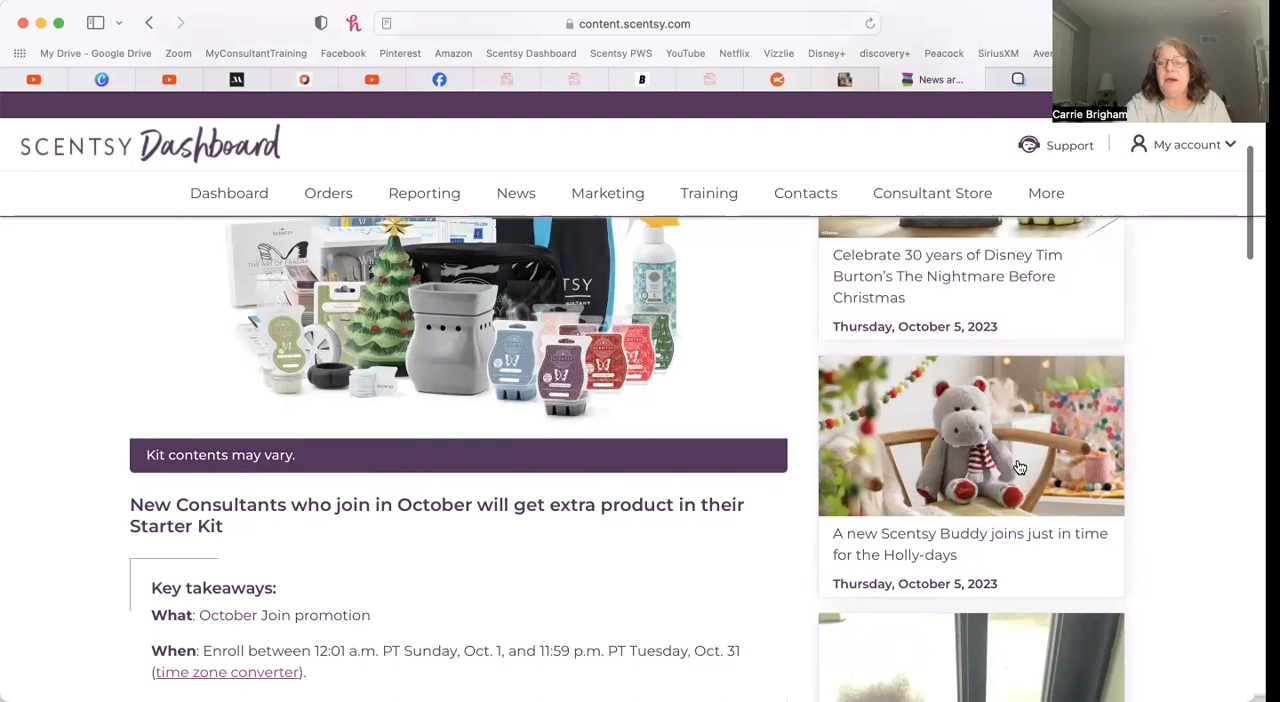 content.scentsy.com
My Drive - Google Drive Zoom MyConsultantTraining Facebook Pinterest Amazon Scentsy Dashboard Scentsy PWS YouTube Netflix Vizzlie Disney+ discovery+ Peacock SiriusXM
News ar...
Carrie Brigham
SCENTSY Dashboard
Support
My account
Dashboard Orders Reporting News Marketing Training Contacts Consultant Store More
Kit contents may vary.
New Consultants who join in October will get extra product in their
Starter Kit
Key takeaways:
What: October Join promotion
When: Enroll between 12:01 a.m. PT Sunday, Oct. 1, and 11:59 p.m. PT Tuesday, Oct. 31
(time zone converter).
Celebrate 30 years of Disney Tim
Burton's The Nightmare Before
Christmas
Thursday, October 5, 2023
A new Scentsy Buddy joins just in time
for the Holly-days
Thursday, October 5, 2023